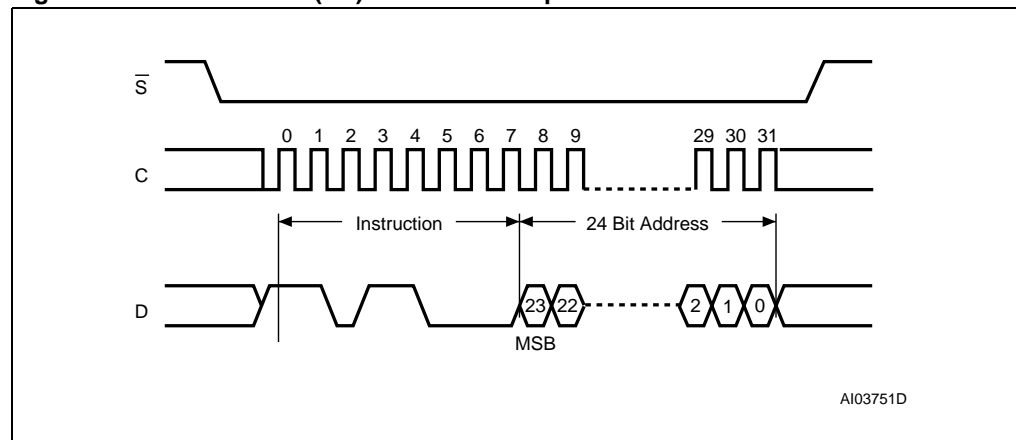 S
0 1 2 3 4 5 6 7 8 9 29 30 31
C
Instruction 24 Bit Address
D 23 22 2 1 0
MSB
AI03751D